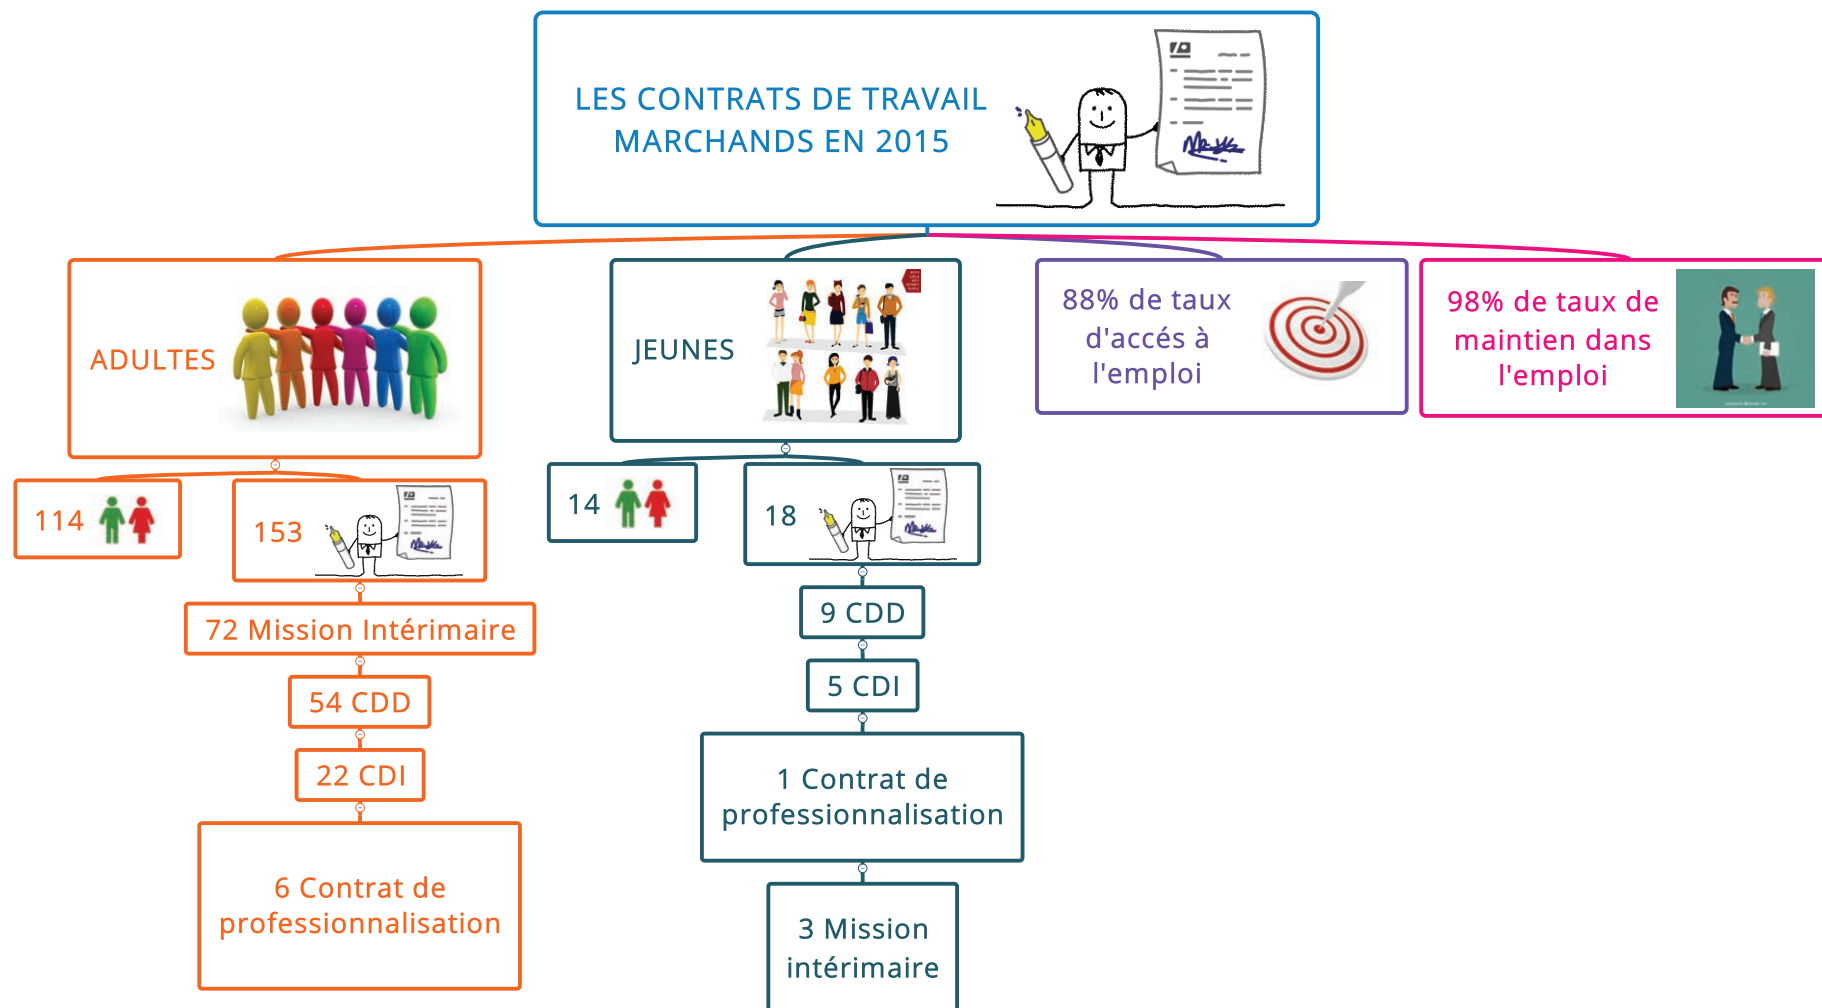 LES CONTRATS DE TRAVAIL
MARCHANDS EN 2015
ADULTES
114
153
72 Mission Intérimaire
54 CDD
22 CDI
6 Contrat de
professionnalisation
JEUNES
14
18
9 CDD
5 CDI
1 Contrat de
professionnalisation
3 Mission
intérimaire
88% de taux
d'accés à
l'emploi
98% de taux de
maintien dans
l'emploi